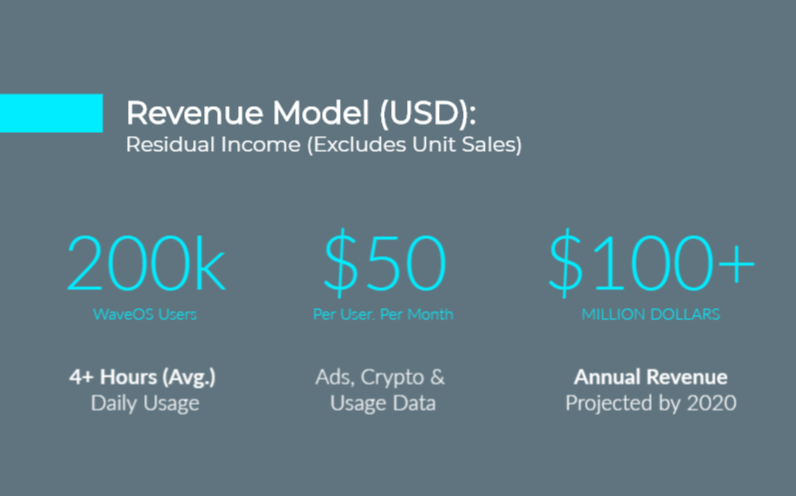 Revenue Model (USD):
Residual Income (Excludes Unit Sales)
200k
WaveOS Users
4+ Hours (Avg.)
Daily Usage
$50
Per User. Per Month
Ads, Crypto &
Usage Data
$100+
MILLION DOLLARS
Annual Revenue
Projected by 2020